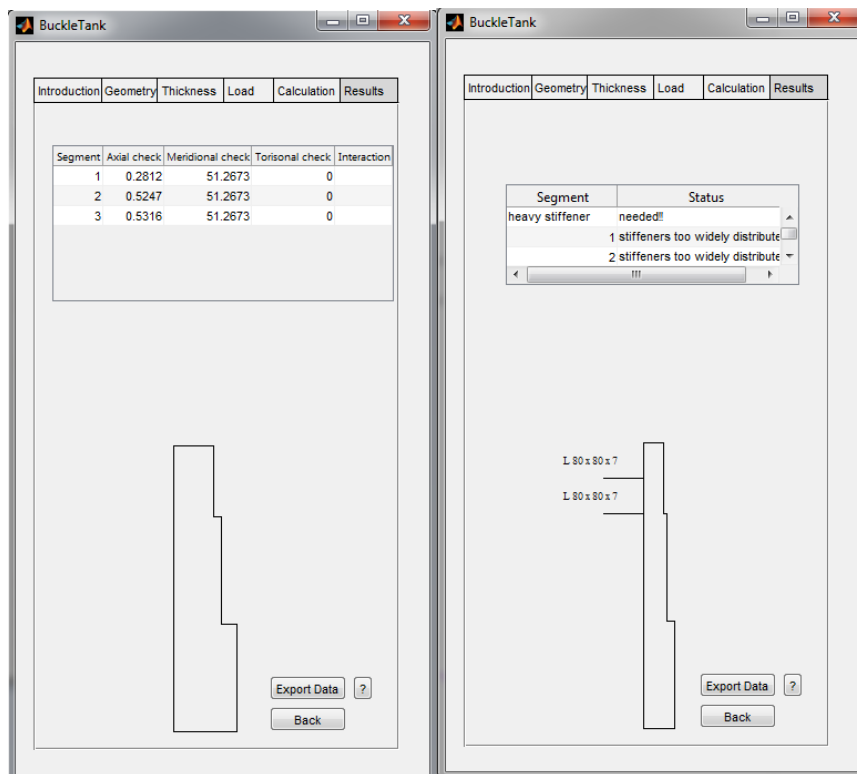 BuckleTank
Introduction Geometry Thickness Load Calculation Results
Segment Axial check Meridional check Torisonal check Interaction
1 0.2812 51.2673 0
2 0.5247 51.2673 0
3 0.5316 51.2673 0
Export Data ?
Back
BuckleTank
Introduction Geometry Thickness Load Calculation Results
Segment Status
heavy stiffener needed!!
1 stiffeners too widely distribute
2 stiffeners too widely distribute
L 80 x 80 x 7
L 80 x 80 x 7
Export Data ?
Back